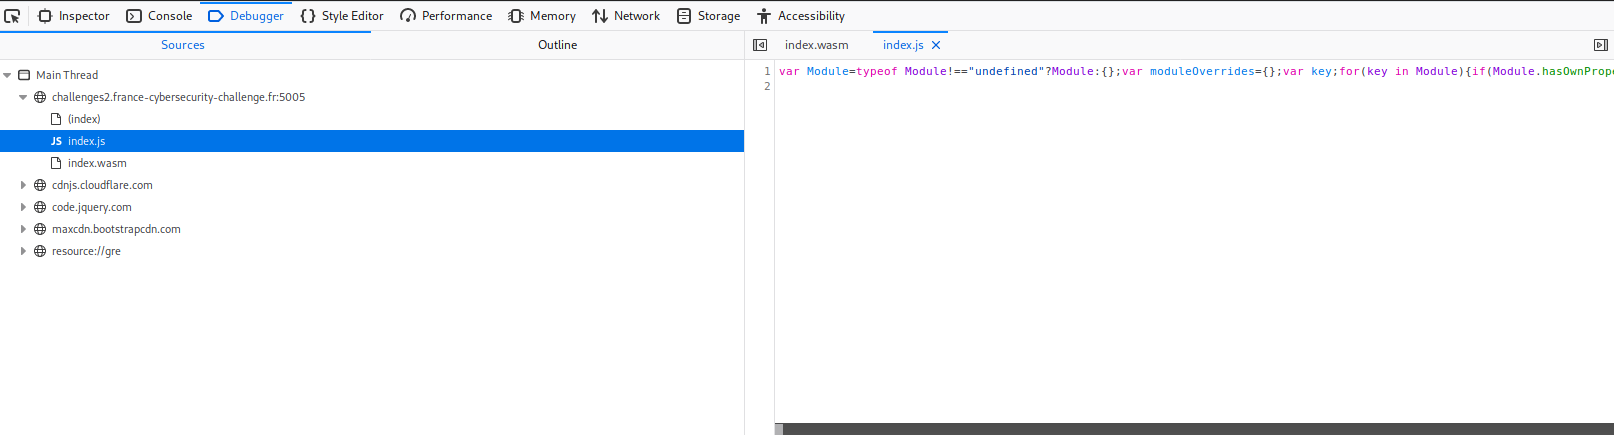 Inspector Console Debugger Style Editor Performance Memory Network Storage Accessibility
Sources Outline index.wasm index.js
Main Thread
challenges2.france-cybersecurity-challenge.fr:5005
(index)
JS index.js
index.wasm
cdnjs.cloudflare.com
code.jquery.com
maxcdn.bootstrapcdn.com
resource://gre
1 var Module=typeof Module!=="undefined"?Module:{};var moduleOverrides={};var key;for(key in Module){if(Module.hasOwnPrope
2